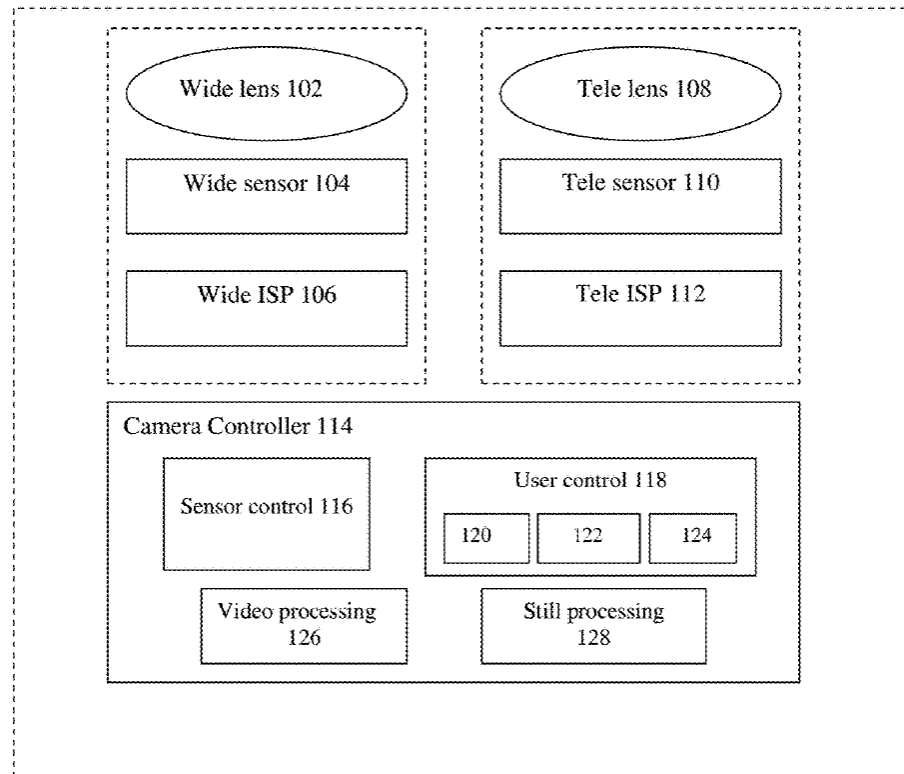 Wide lens 102
Tele lens 108
Wide sensor 104
Tele sensor 110
Wide ISP 106
Tele ISP 112
Camera Controller 114
Sensor control 116
User control 118
120
122
124
Video processing
126
Still processing
128